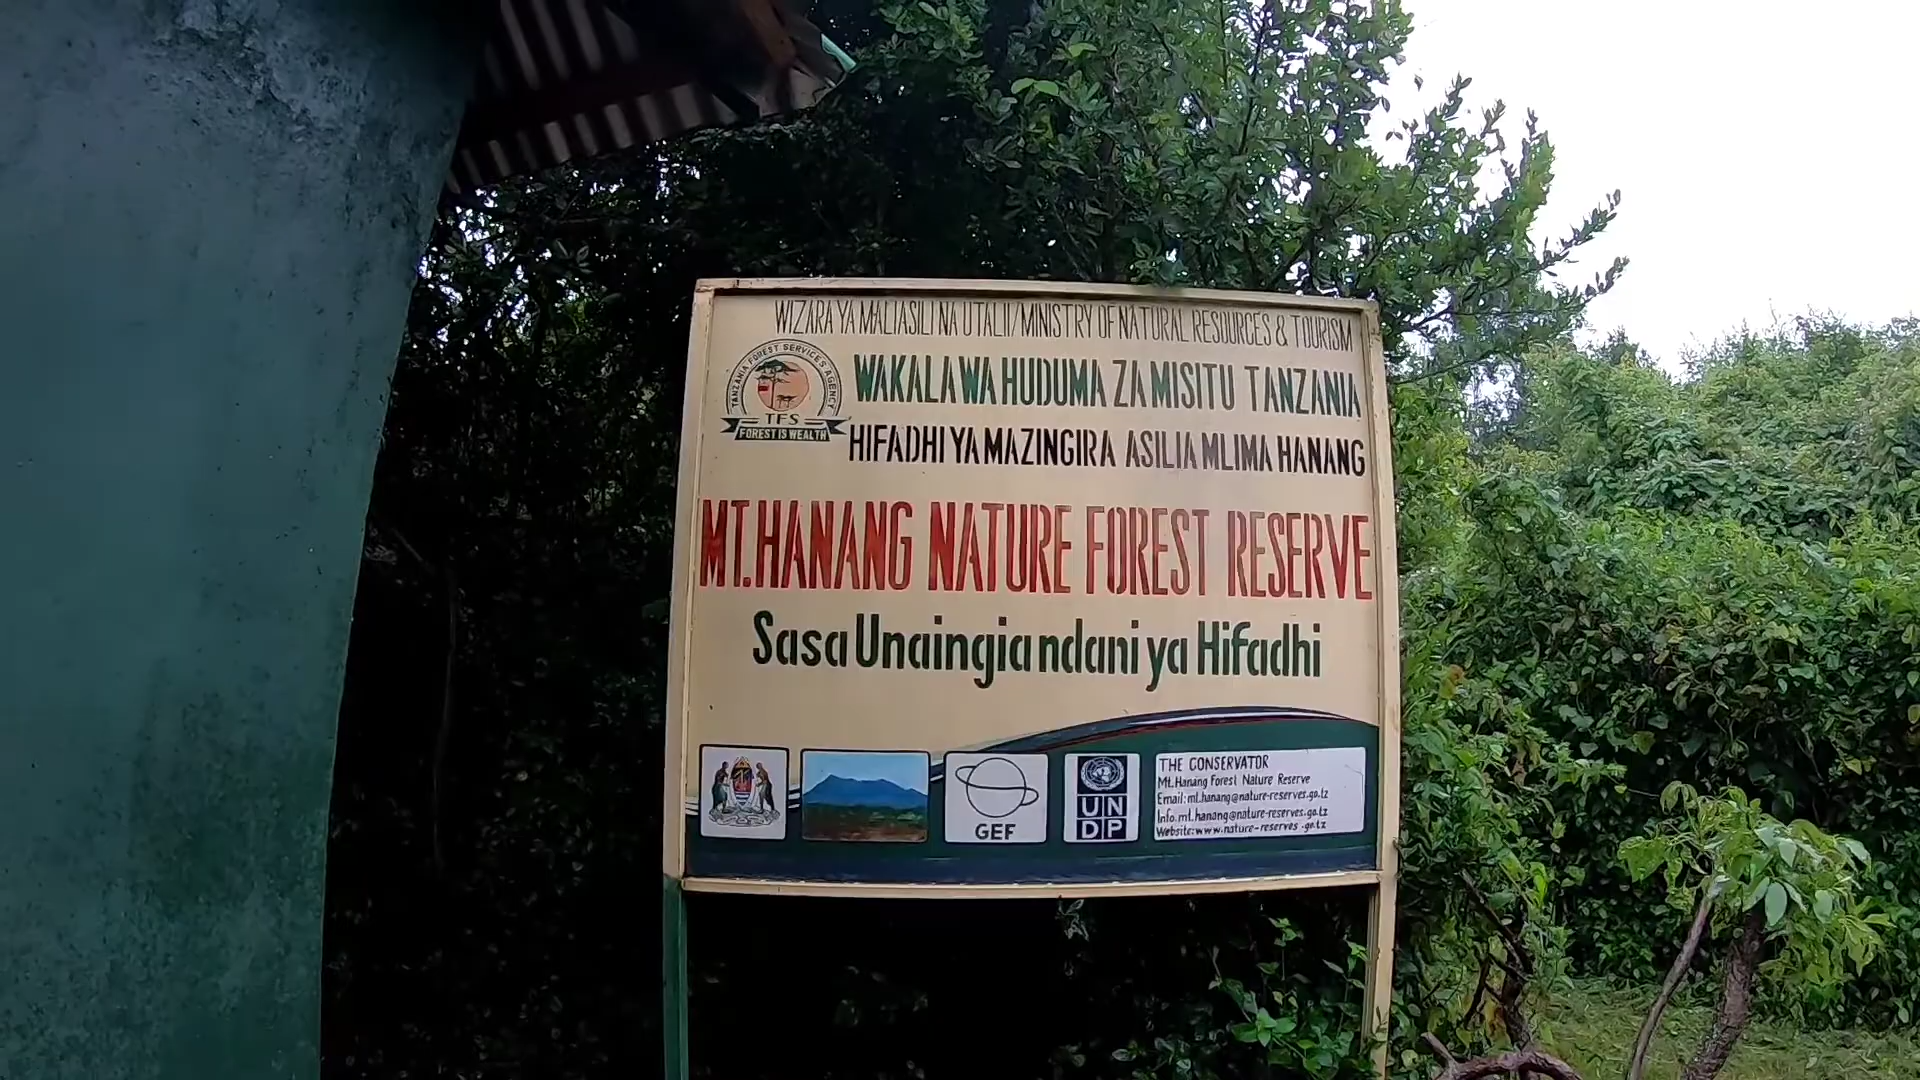 WIZARA YA MALIASILI NA UTALII/MINISTRY OF NATURAL RESOURCES & TOURISM
TANZANIA FOREST SERVICES AGENCY
TFS
FOREST IS WEALTH
WAKALA WA HUDUMA ZA MISITU TANZANIA
HIFADHI YA MAZINGIRA ASILIA MLIMA HANANG
MT.HANANG NATURE FOREST RESERVE
Sasa Unaingia ndani ya Hifadhi
GEF
UN
DP
THE CONSERVATOR
Mt.Hanang Forest Nature Reserve
Email:mt.hanang@nature-reserves.go.tz
Info.mt.hanang@nature-reserves.go.tz
Website:www.nature-reserves.go.tz